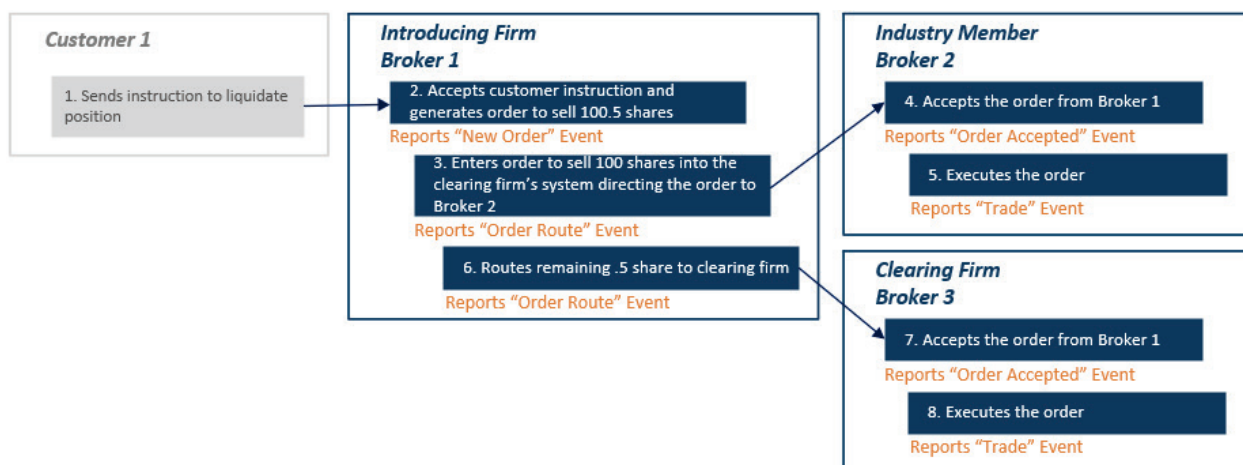 Customer 1
1. Sends instruction to liquidate
position
Introducing Firm
Broker 1
2. Accepts customer instruction and
generates order to sell 100.5 shares
Reports “New Order” Event
3. Enters order to sell 100 shares into the
clearing firm’s system directing the order to
Broker 2
Reports “Order Route” Event
6. Routes remaining .5 share to clearing firm
Reports “Order Route” Event
Industry Member
Broker 2
4. Accepts the order from Broker 1
Reports “Order Accepted” Event
5. Executes the order
Reports “Trade” Event
Clearing Firm
Broker 3
7. Accepts the order from Broker 1
Reports “Order Accepted” Event
8. Executes the order
Reports “Trade” Event